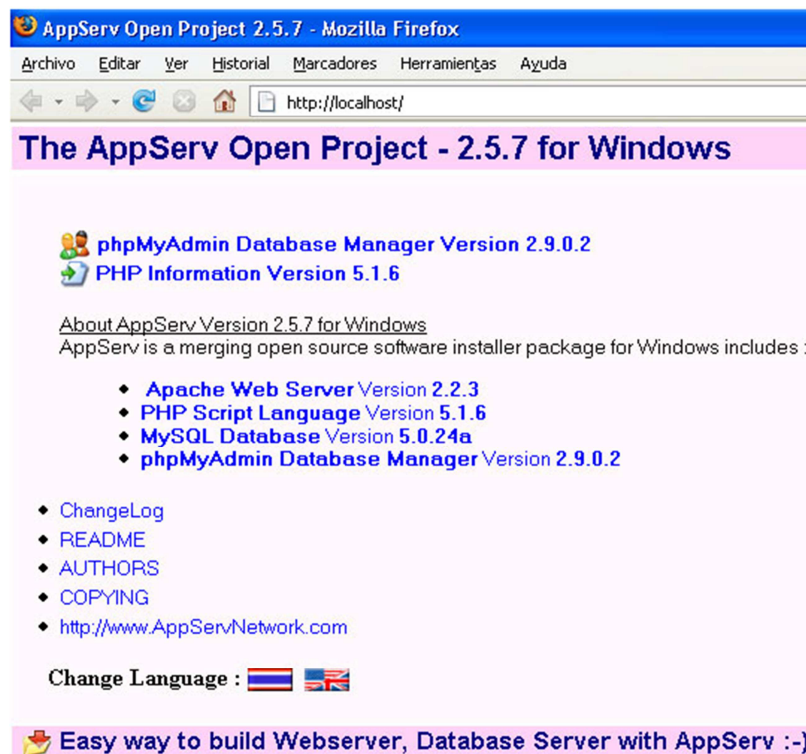 AppServ Open Project 2.5.7 - Mozilla Firefox
Archivo Editar Ver Historial Marcadores Herramientas Ayuda
http://localhost/
The AppServ Open Project - 2.5.7 for Windows
phpMyAdmin Database Manager Version 2.9.0.2
PHP Information Version 5.1.6
About AppServ Version 2.5.7 for Windows
AppServ is a merging open source software installer package for Windows includes :
Apache Web Server Version 2.2.3
PHP Script Language Version 5.1.6
MySQL Database Version 5.0.24a
phpMyAdmin Database Manager Version 2.9.0.2
ChangeLog
README
AUTHORS
COPYING
http://www.AppServNetwork.com
Change Language :
Easy way to build Webserver, Database Server with AppServ :-)